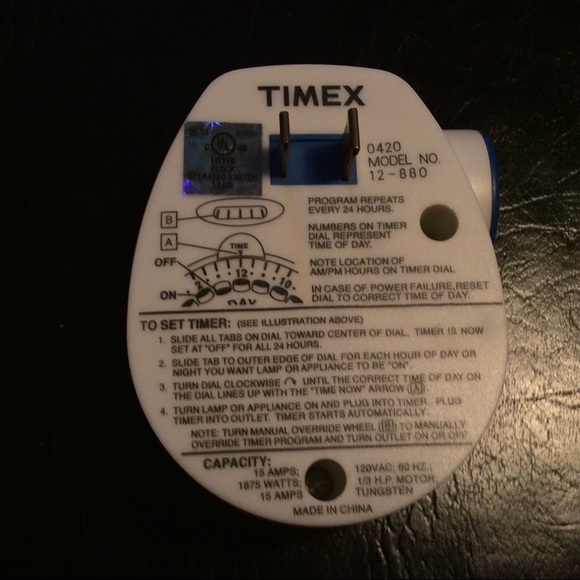 TIMEX
0420
MODEL NO.
12-880
UL
LISTED
CLOCK
OPERATED SWITCH
B
A
OFF
ON
TIME
2
12
10
DAY
PROGRAM REPEATS
EVERY 24 HOURS.
NUMBERS ON TIMER
DIAL REPRESENT
TIME OF DAY.
NOTE LOCATION OF
AM/PM HOURS ON TIMER DIAL
IN CASE OF POWER FAILURE,RESET
DIAL TO CORRECT TIME OF DAY.
TO SET TIMER: (SEE ILLUSTRATION ABOVE)
1. SLIDE ALL TABS ON DIAL TOWARD CENTER OF DIAL. TIMER IS NOW
SET AT "OFF" FOR ALL 24 HOURS.
2. SLIDE TAB TO OUTER EDGE OF DIAL FOR EACH HOUR OF DAY OR
NIGHT YOU WANT LAMP OR APPLIANCE TO BE "ON"
3. TURN DIAL CLOCKWISE UNTIL THE CORRECT TIME OF DAY ON
THE DIAL LINES UP WITH THE "TIME NOW" ARROW (A).
4. TURN LAMP OR APPLIANCE ON AND PLUG INTO TIMER. PLUG
TIMER INTO OUTLET. TIMER STARTS AUTOMATICALLY.
NOTE: TURN MANUAL OVERRIDE WHEEL (B) TO MANUALLY
OVERRIDE TIMER PROGRAM AND TURN OUTLET ON OR OFF
CAPACITY:
15 AMPS;
1875 WATTS;
15 AMPS
120VAC; 60 HZ.;
1/3 H.P. MOTOR
TUNGSTEN
MADE IN CHINA